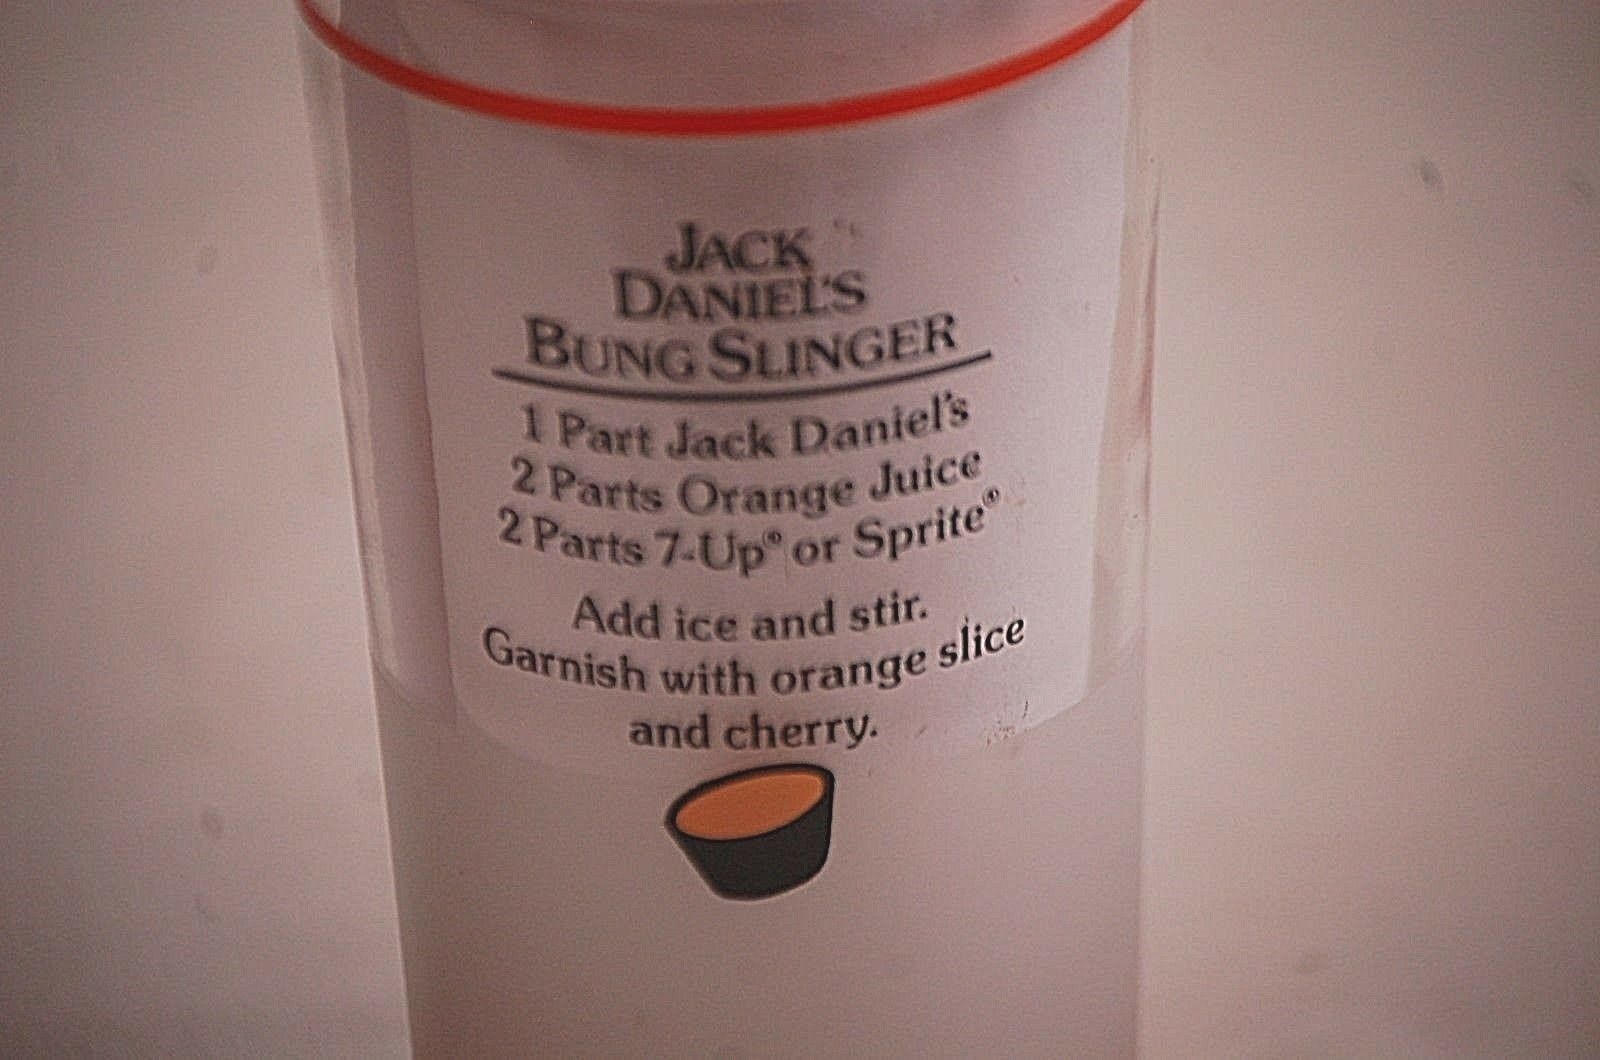 JACK
DANIEL'S
BUNG SLINGER
1 Part Jack Daniel's
2 Parts Orange Juice
2 Parts 7-Up® or Sprite®
Add ice and stir.
Garnish with orange slice
and cherry.